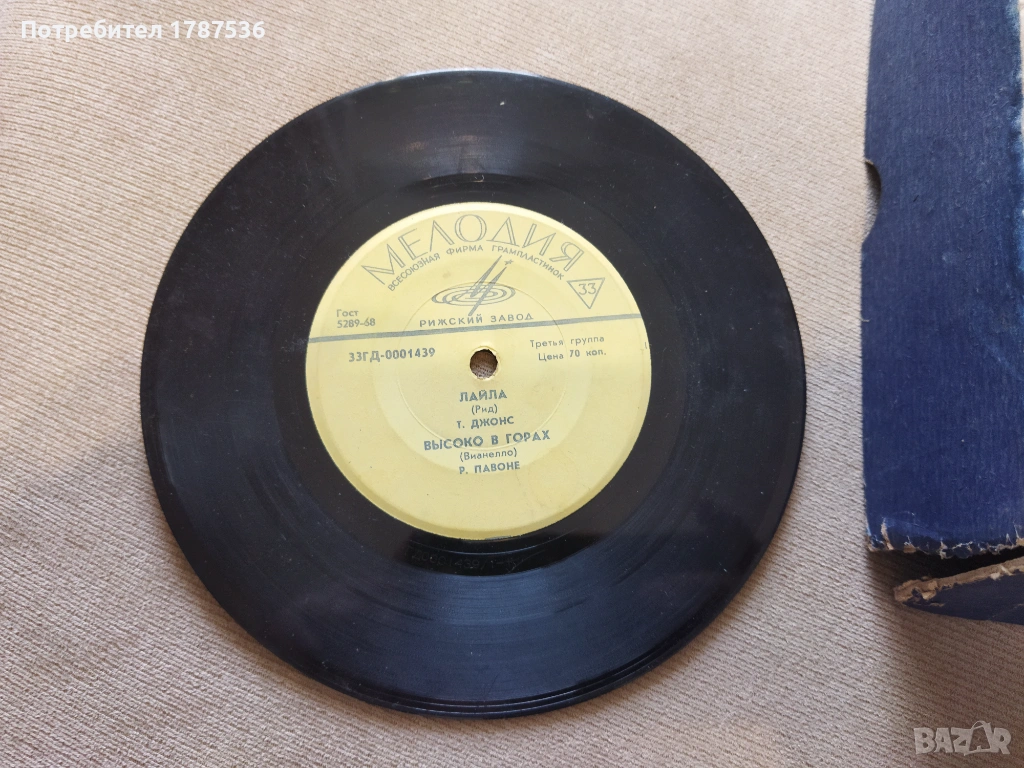 Потребител 1787536
МЕЛОДИЯ
ВСЕСОЮЗНАЯ ФИРМА ГРАМПЛАСТИНОК
33
РИЖСКИЙ ЗАВОД
Гост
5289-68
33ГД-0001439
Третья группа
Цена 70 коп.
ЛАЙЛА
(Рид)
Т. ДЖОНС
ВЫСОКО В ГОРАХ
(Вианелло)
Р. ПАВОНЕ
BAZAR